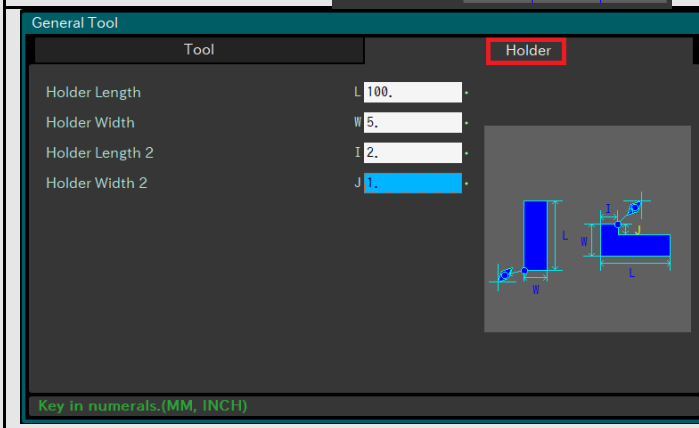 General Tool
Tool Holder
Holder Length L 100.
Holder Width W 5.
Holder Length 2 I 2.
Holder Width 2 J 1.
I
J
L W
L
W
Key in numerals.(MM, INCH)